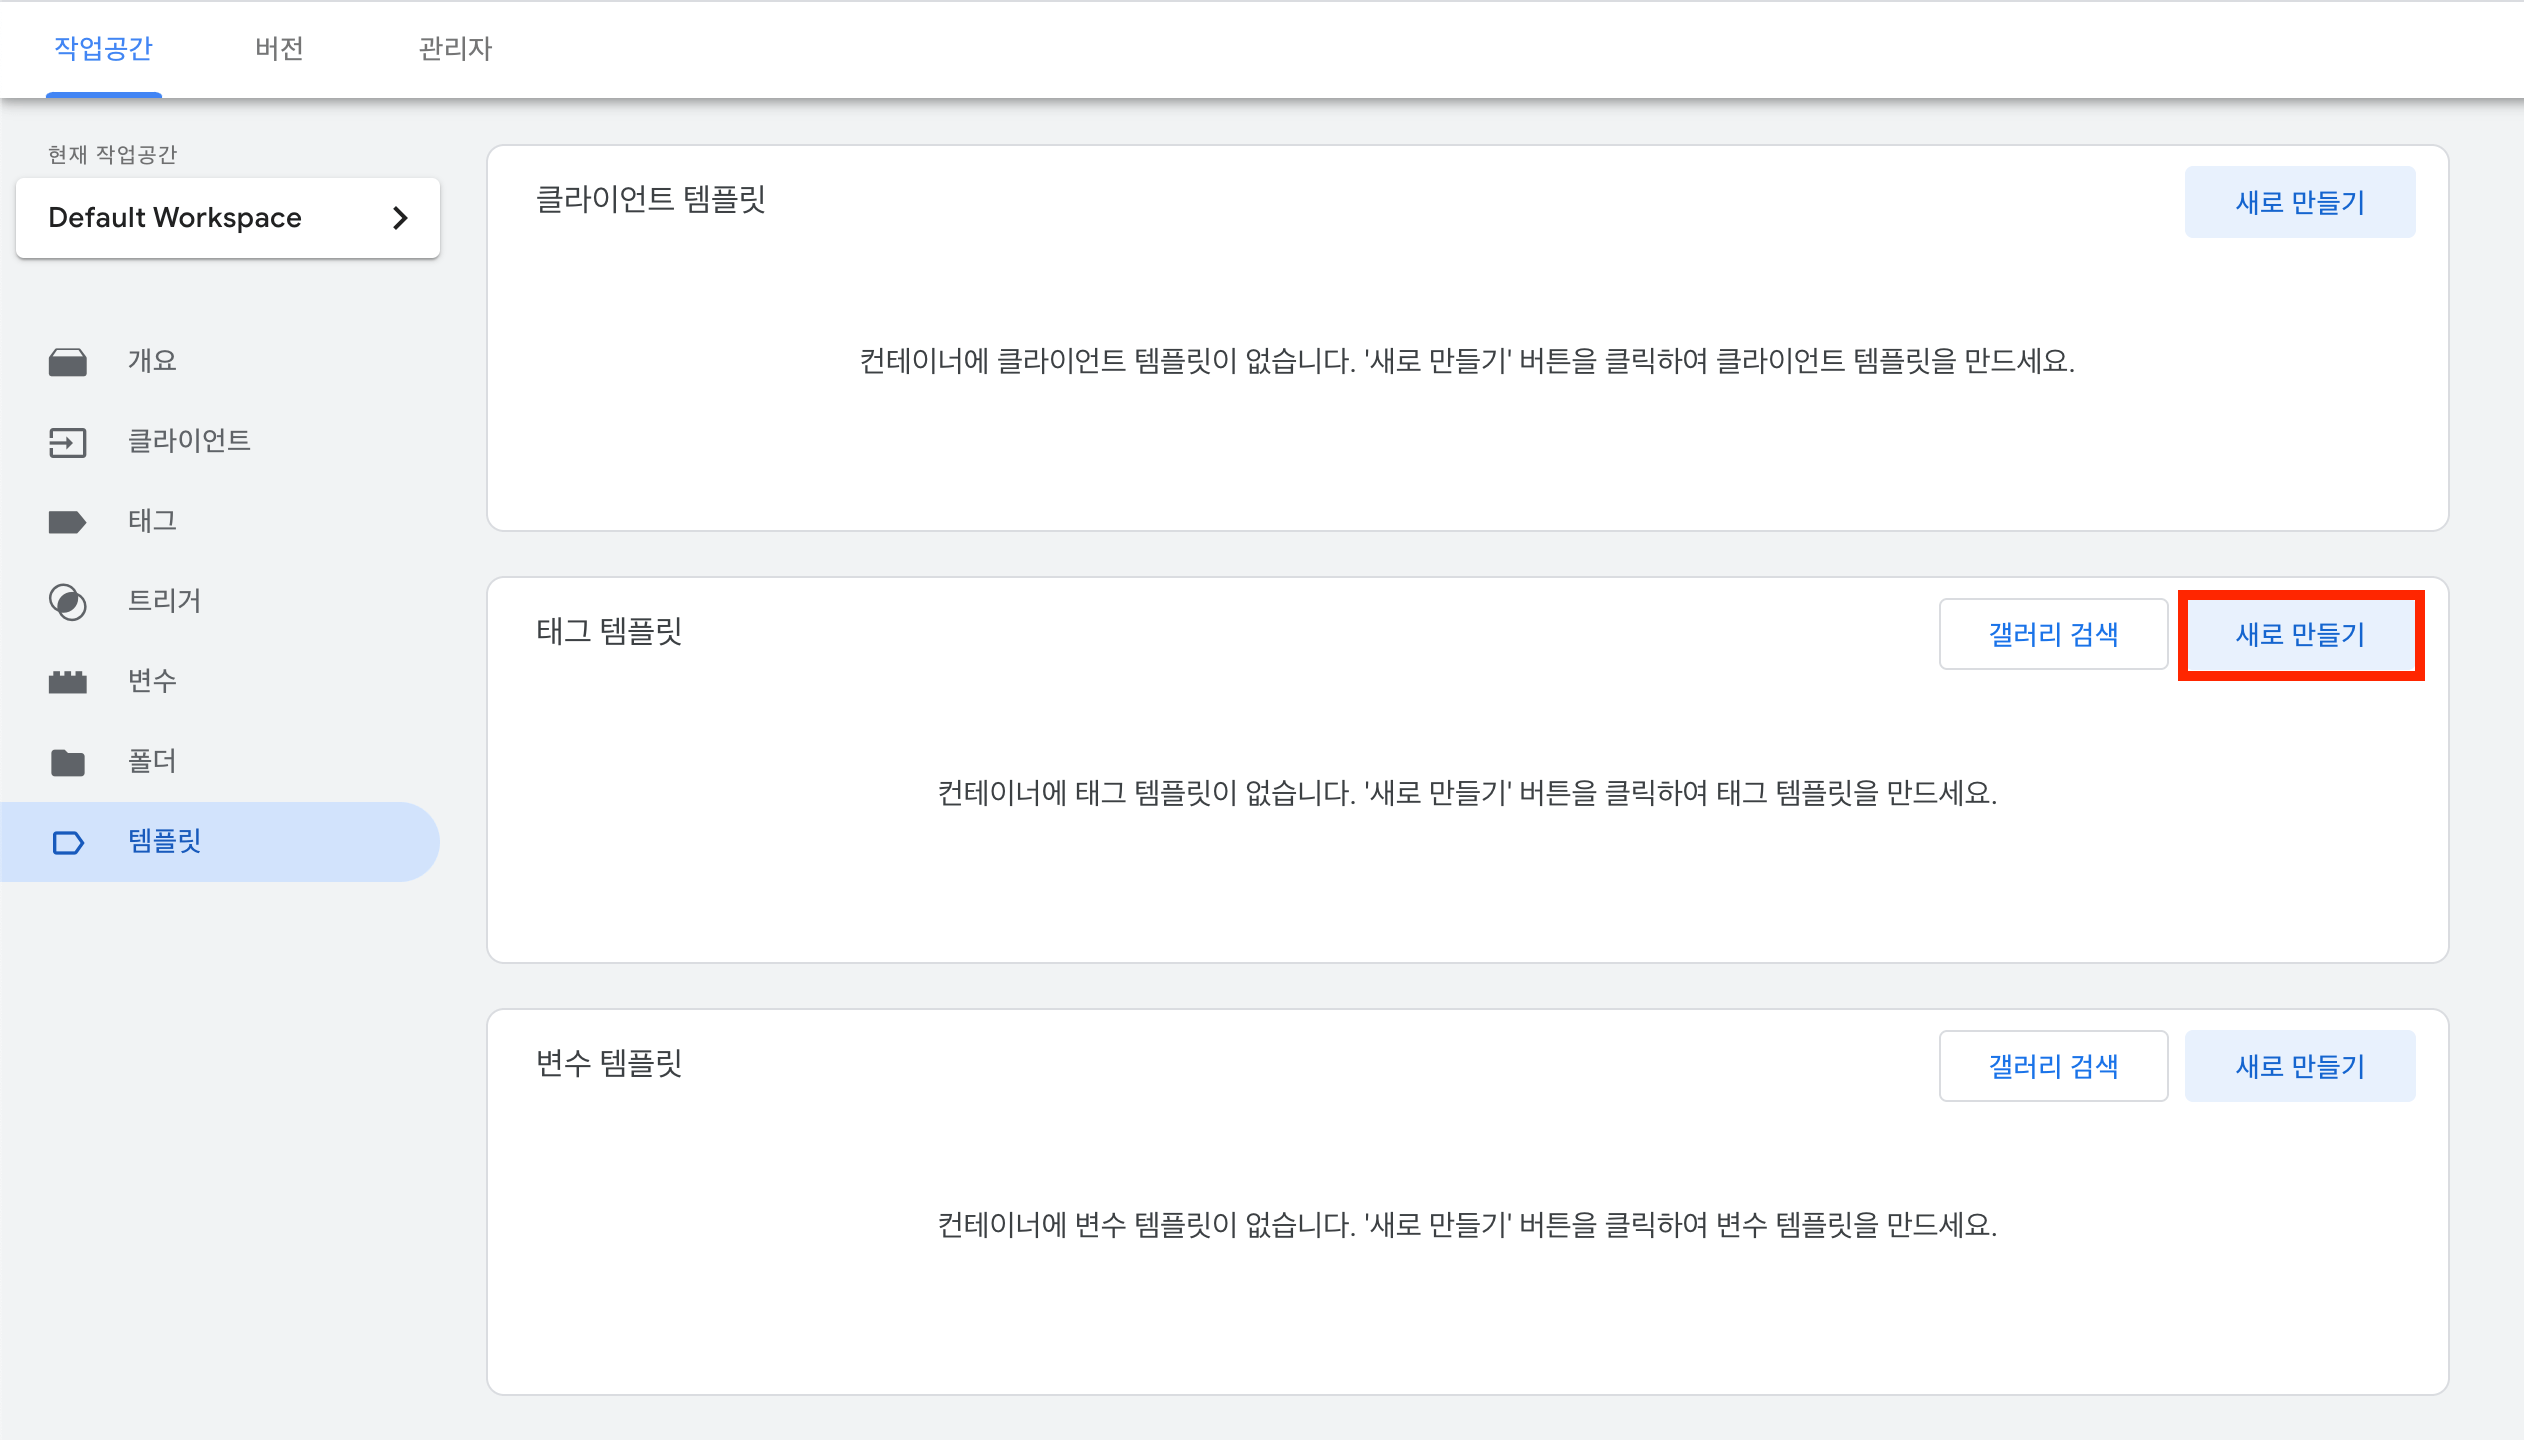 작업공간
버전
관리자
현재 작업공간
Default Workspace
개요
클라이언트
태그
트리거
변수
폴더
템플릿
클라이언트 템플릿
새로 만들기
컨테이너에 클라이언트 템플릿이 없습니다. '새로 만들기' 버튼을 클릭하여 클라이언트 템플릿을 만드세요.
태그 템플릿
갤러리 검색
새로 만들기
컨테이너에 태그 템플릿이 없습니다. '새로 만들기' 버튼을 클릭하여 태그 템플릿을 만드세요.
변수 템플릿
갤러리 검색
새로 만들기
컨테이너에 변수 템플릿이 없습니다. '새로 만들기' 버튼을 클릭하여 변수 템플릿을 만드세요.